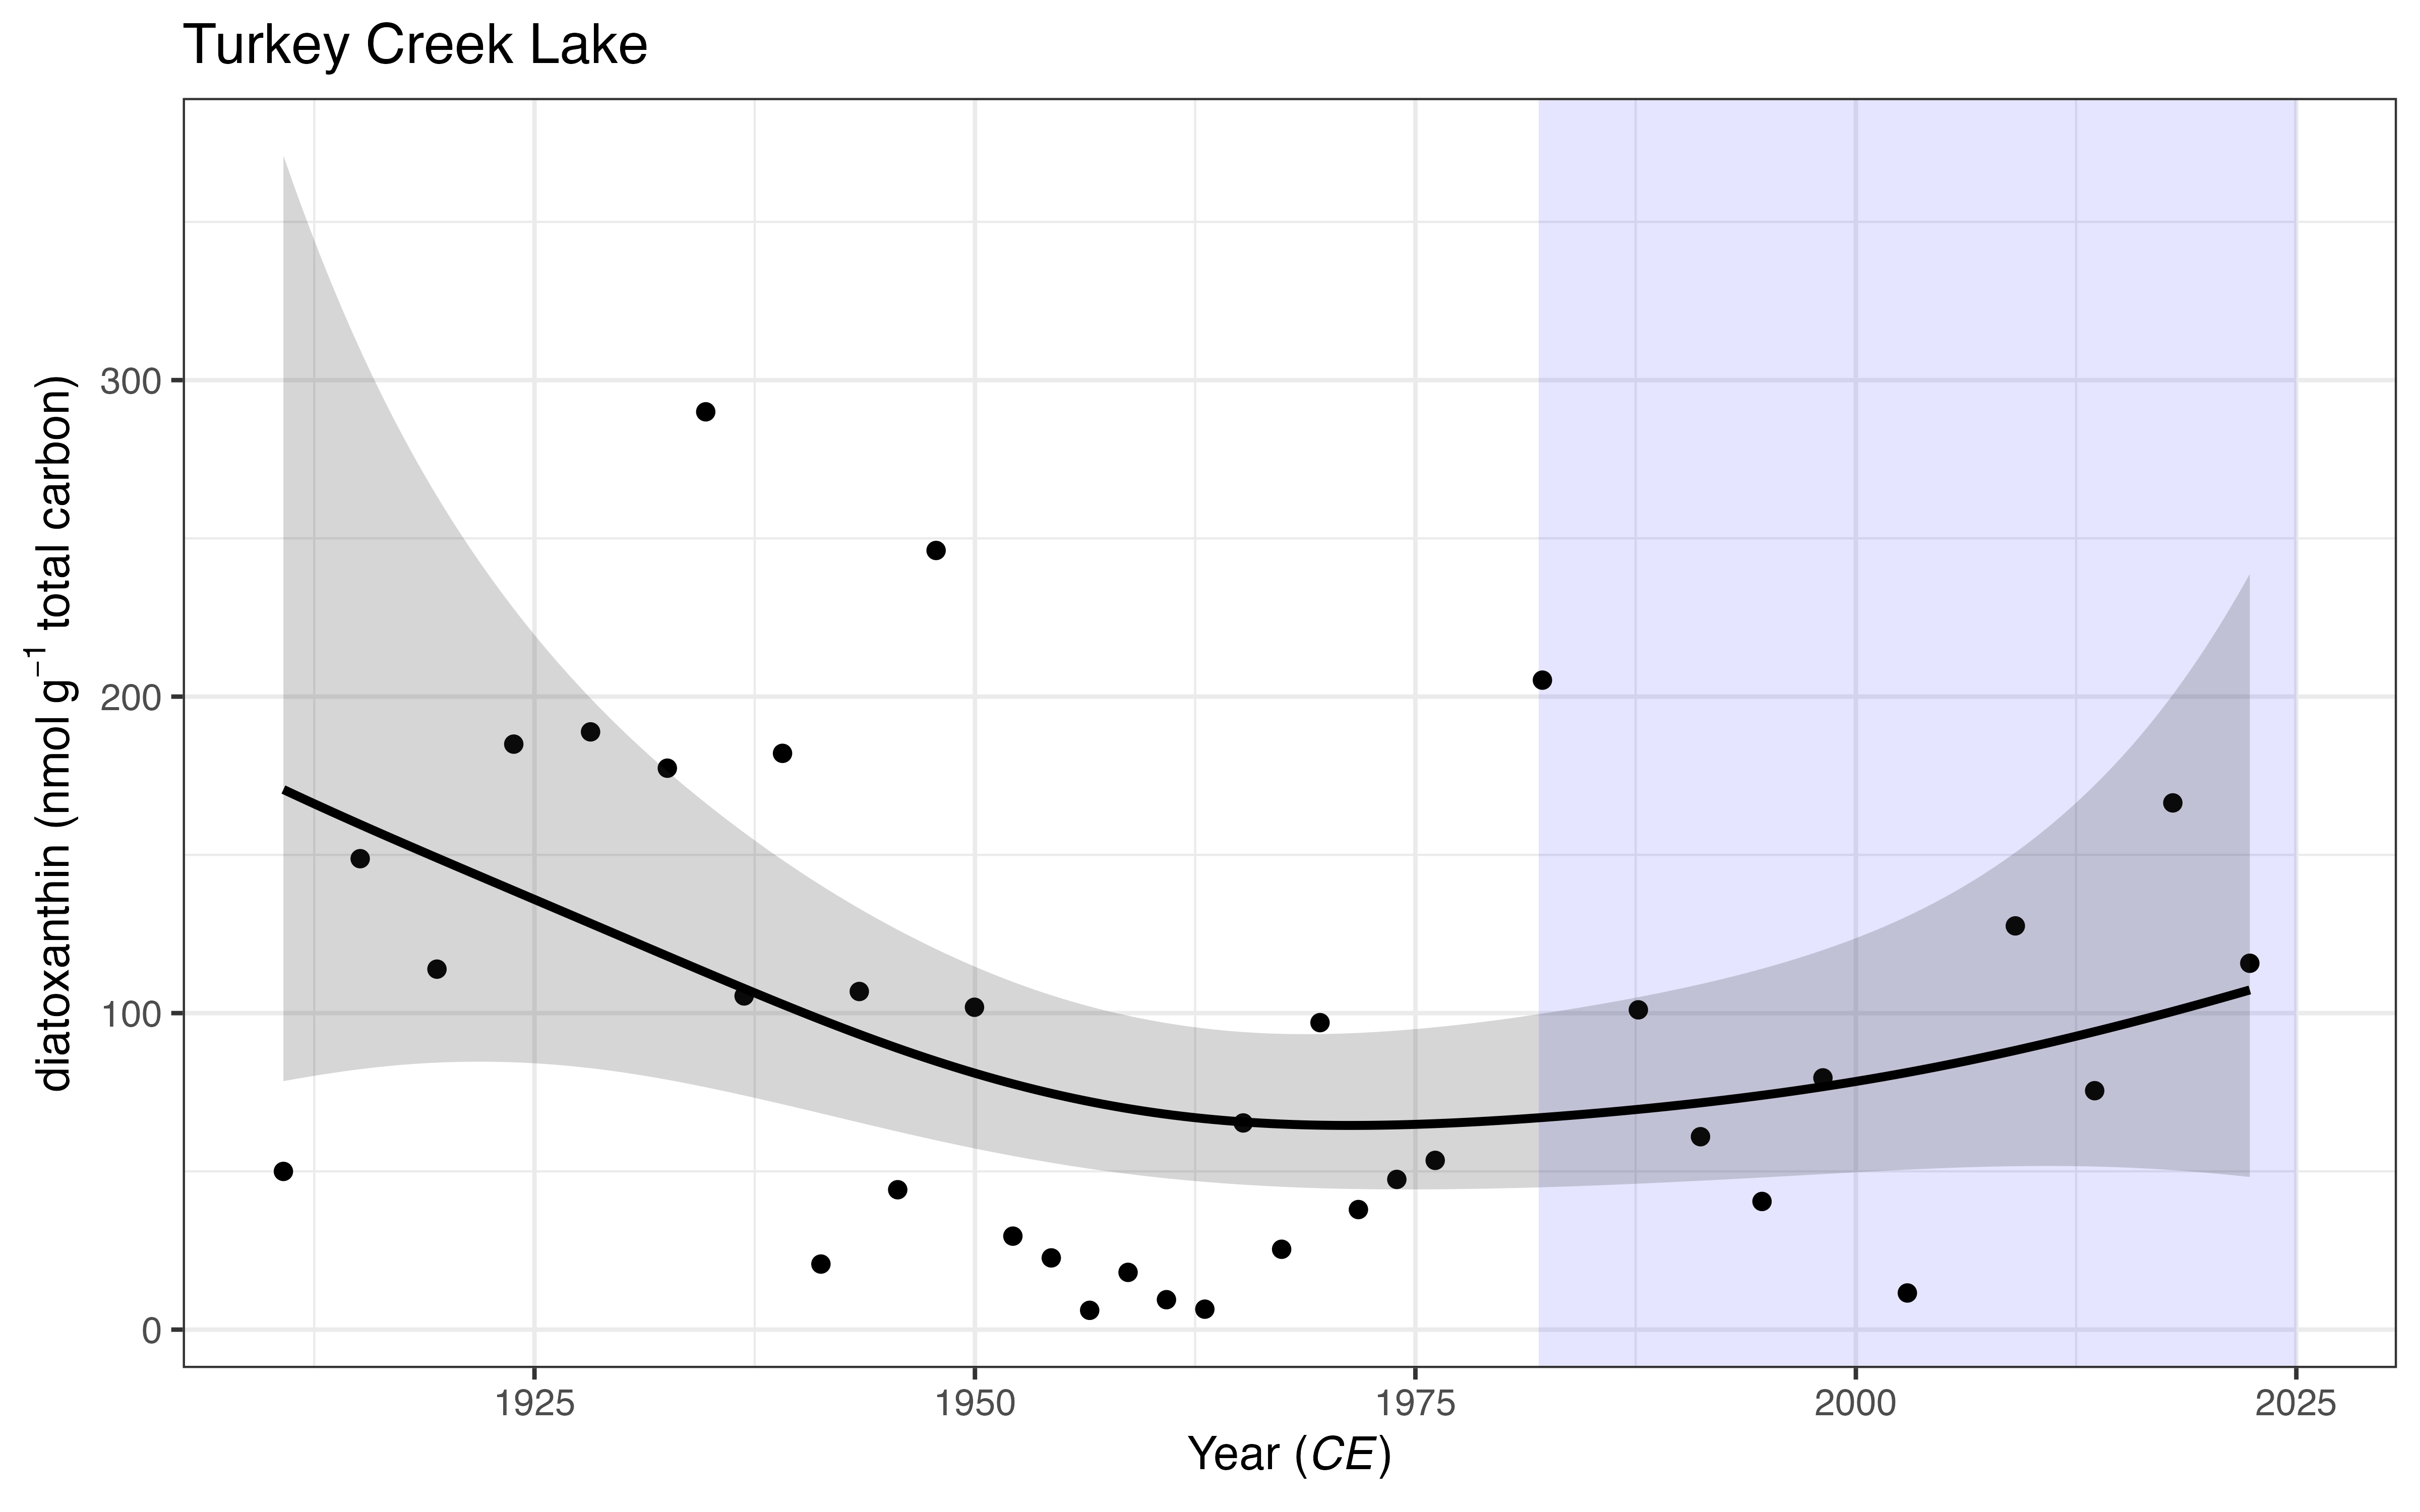 Turkey Creek Lake
diatoxanthin (nmol g⁻¹ total carbon)
300
200
100
0
1925 1950 1975 2000 2025
Year (CE)